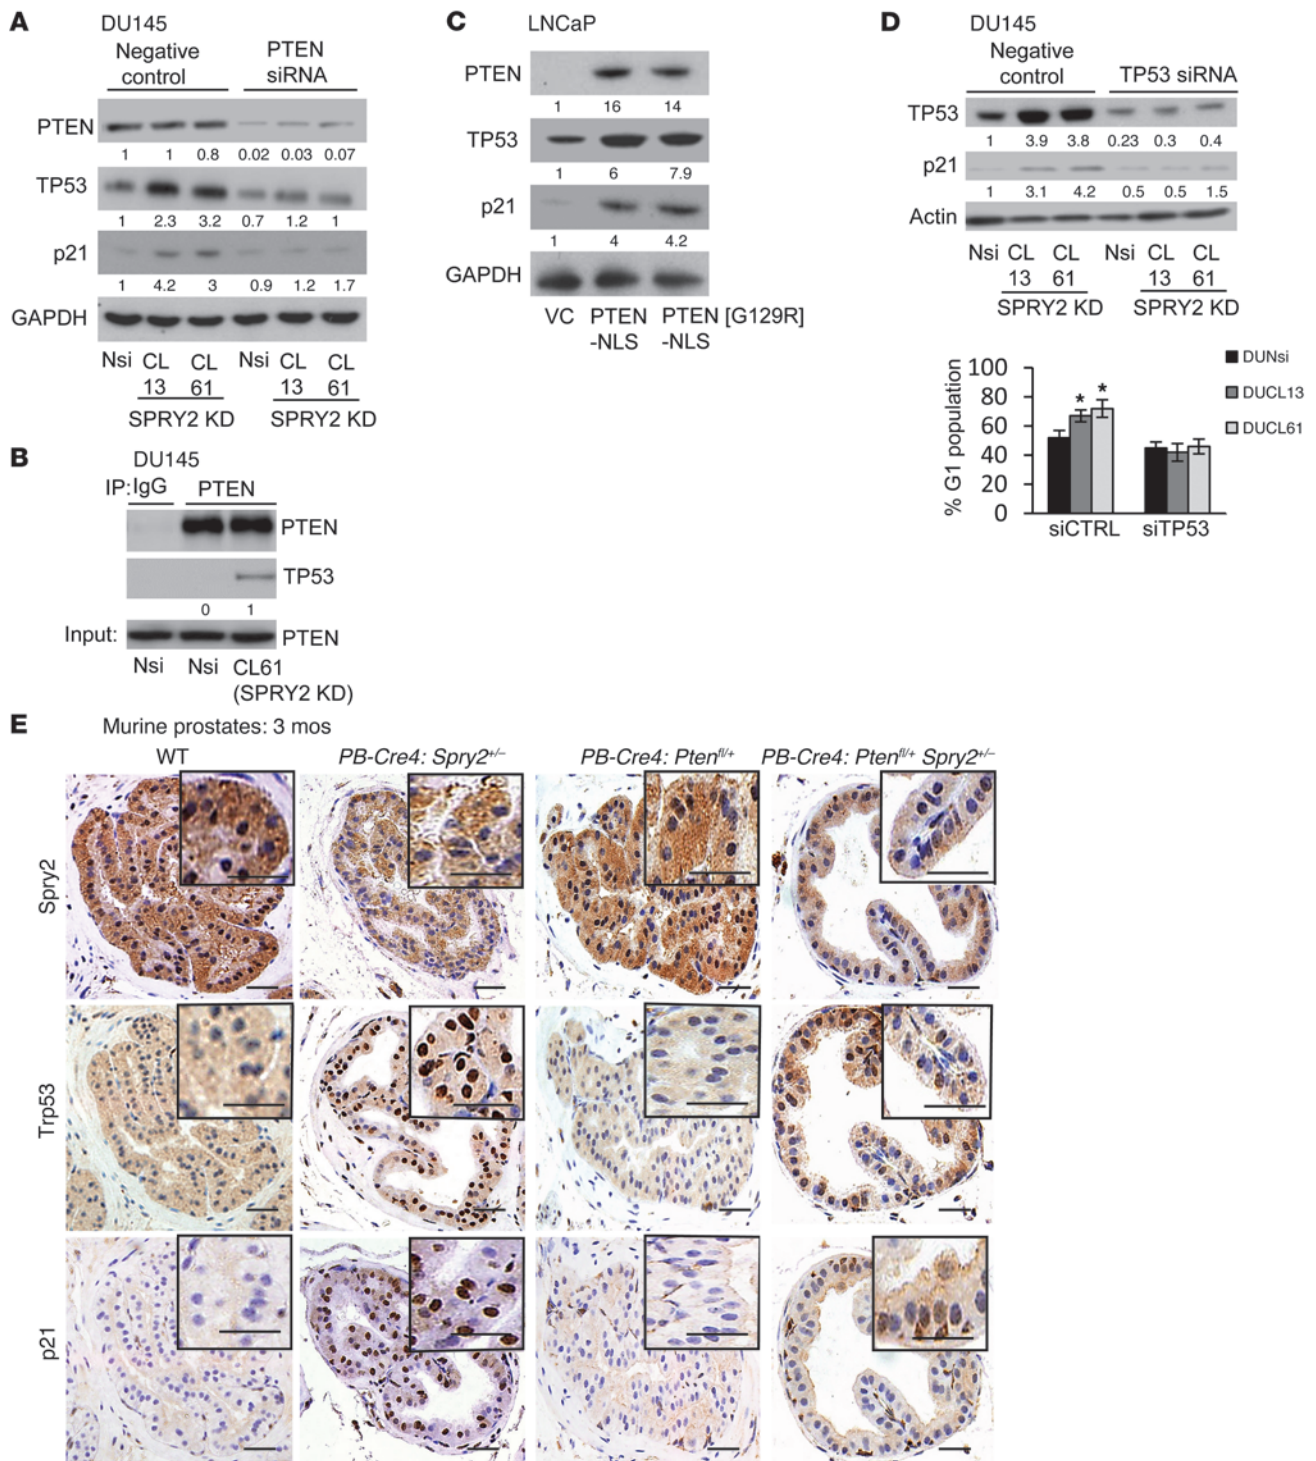 A
DU145
Negative control
PTEN siRNA
PTEN
1 1 0.8 0.02 0.03 0.07
TP53
1 2.3 3.2 0.7 1.2 1
p21
1 4.2 3 0.9 1.2 1.7
GAPDH
Nsi CL 13 CL 61 Nsi CL 13 CL 61
SPRY2 KD SPRY2 KD
B
DU145
IP: IgG PTEN
PTEN
TP53
0 1
Input: PTEN
Nsi Nsi CL61
(SPRY2 KD)
C
LNCaP
PTEN
1 16 14
TP53
1 6 7.9
p21
1 4 4.2
GAPDH
VC PTEN -NLS PTEN -NLS [G129R]
D
DU145
Negative control
TP53 siRNA
TP53
1 3.9 3.8 0.23 0.3 0.4
p21
1 3.1 4.2 0.5 0.5 1.5
Actin
Nsi CL 13 CL 61 Nsi CL 13 CL 61
SPRY2 KD SPRY2 KD
% G1 population
100
80
60
40
20
0
* *
siCTRL siTP53
DUNsi
DUCL13
DUCL61
E
Murine prostates: 3 mos
WT PB-Cre4: Spry2+/– PB-Cre4: Ptenfl/+ PB-Cre4: Ptenfl/+ Spry2+/–
Spry2
Trp53
p21